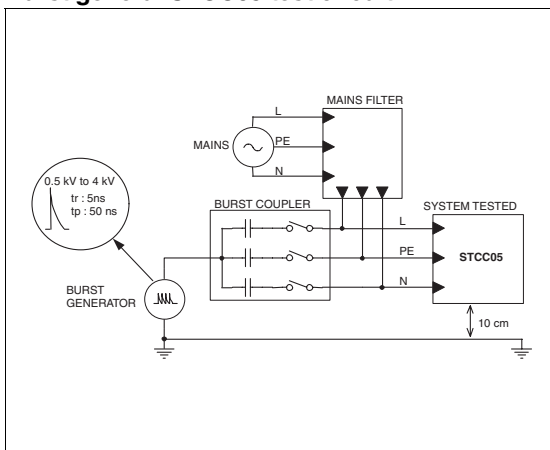 MAINS FILTER
L
MAINS
PE
N
0.5 kV to 4 kV
tr : 5ns
tp : 50 ns
BURST COUPLER
SYSTEM TESTED
L
PE
STCC05
N
BURST
GENERATOR
10 cm